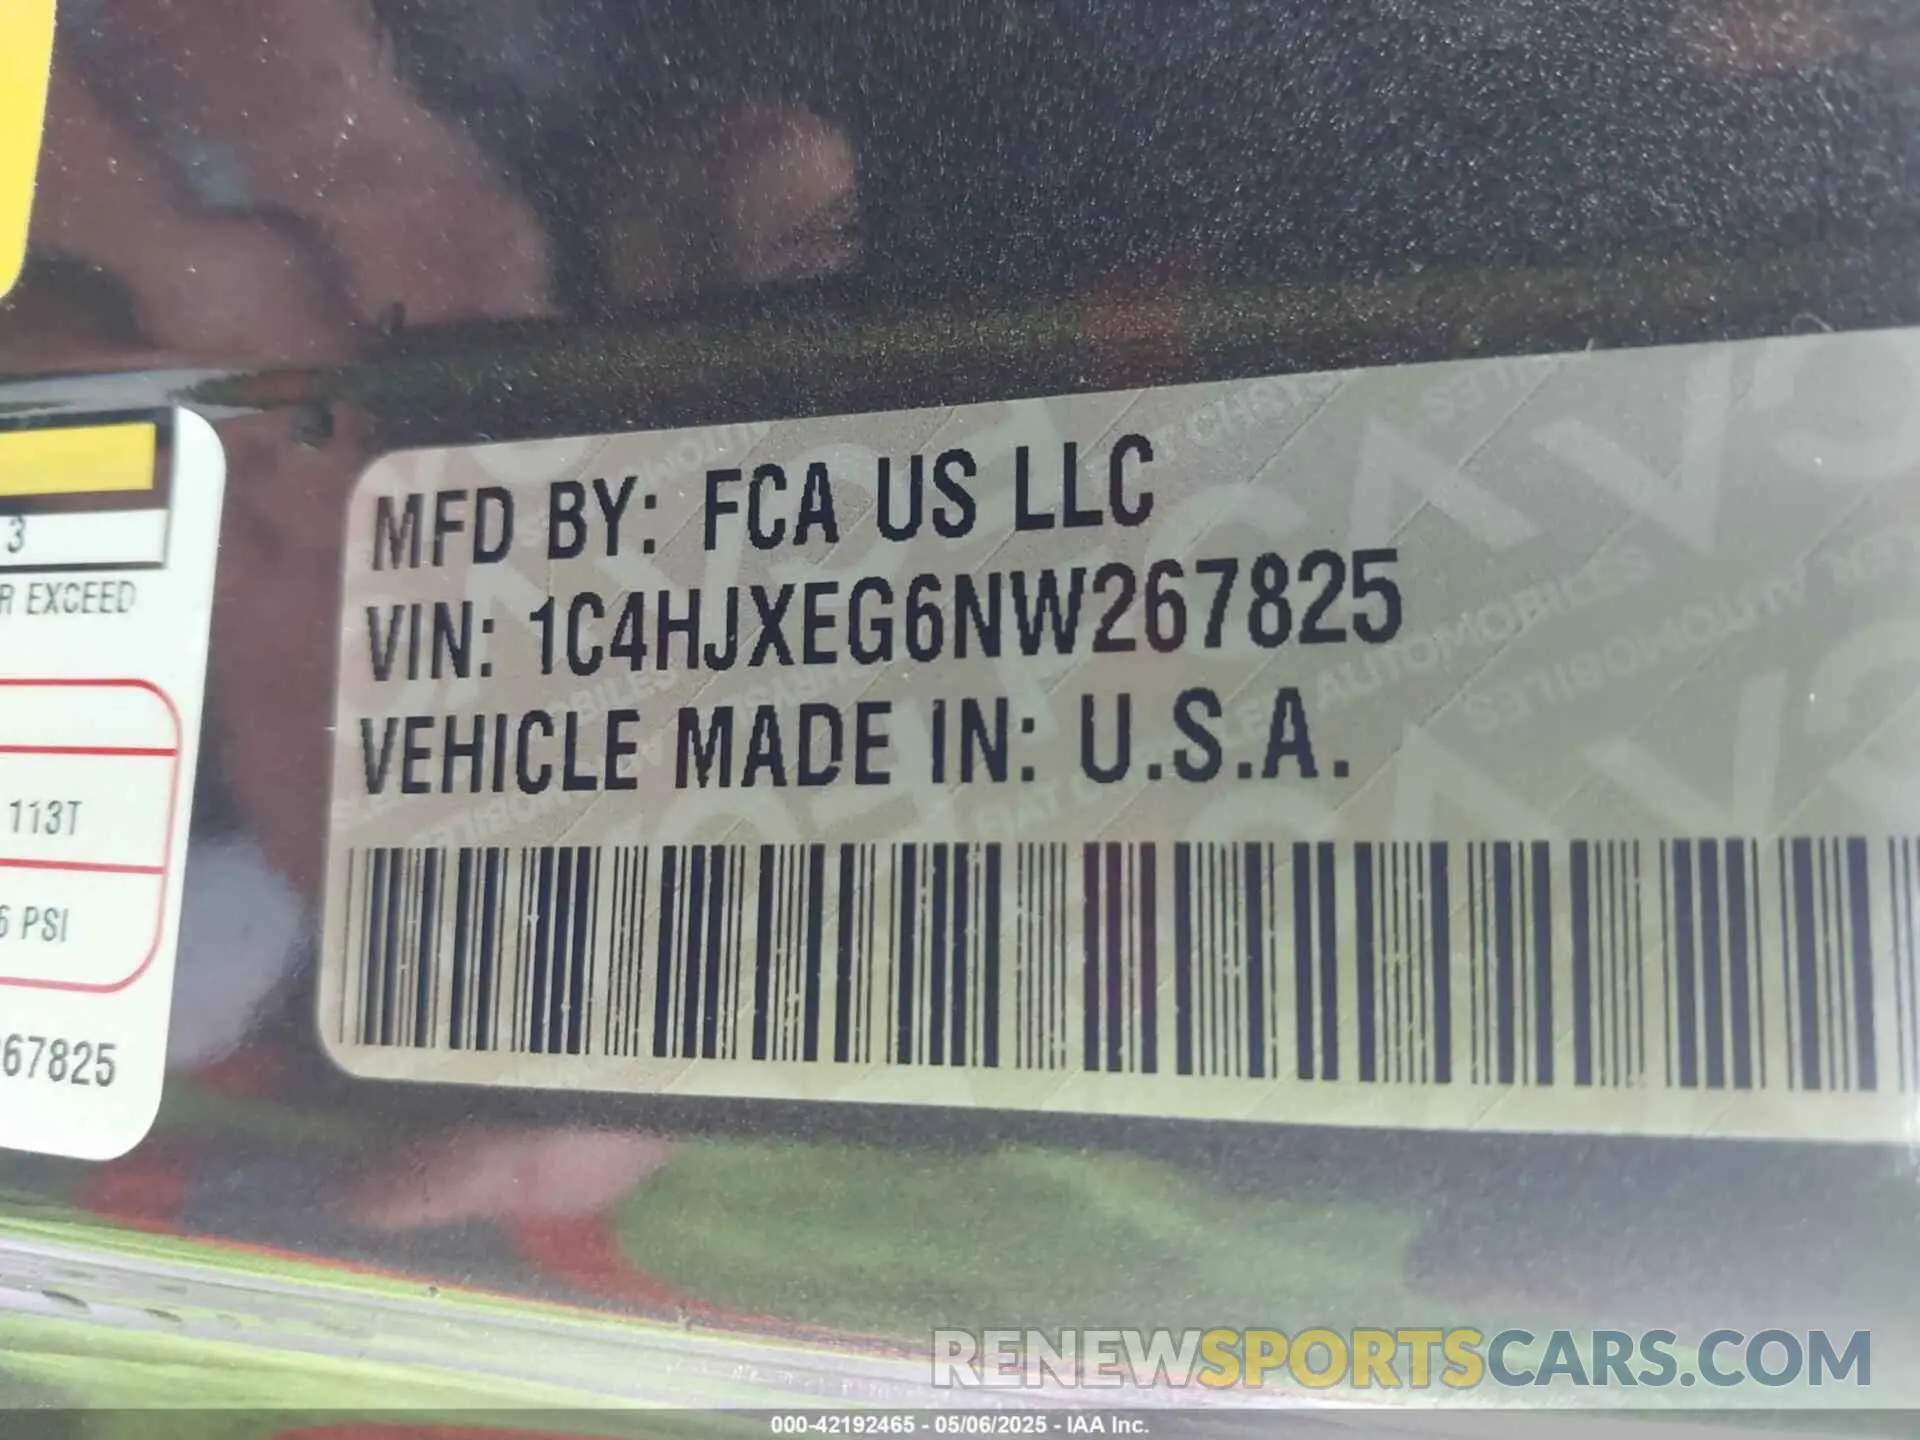 MFD BY: FCA US LLC
VIN: 1C4HJXEG6NW267825
VEHICLE MADE IN: U.S.A.
3
R EXCEED
113T
6 PSI
267825
RENEWSPORTSCARS.COM
000-42192465 - 05/06/2025 - IAA Inc.